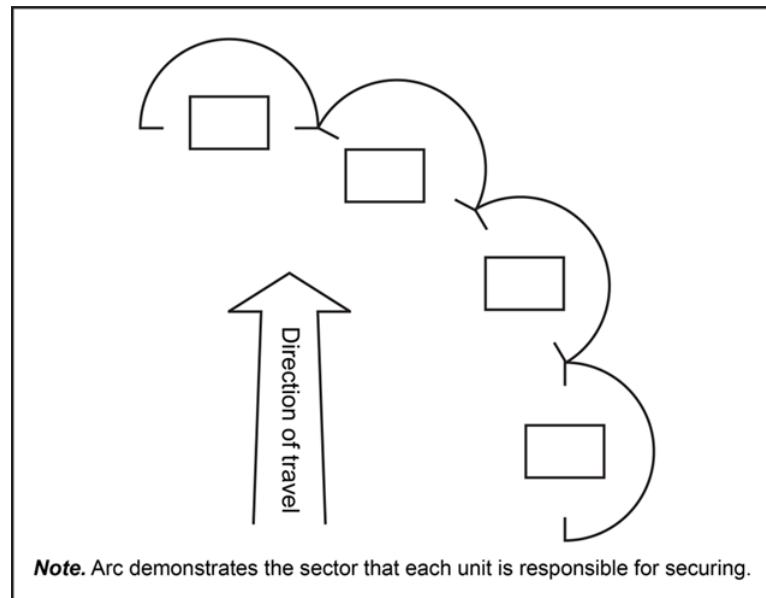 Direction of travel
Note. Arc demonstrates the sector that each unit is responsible for securing.